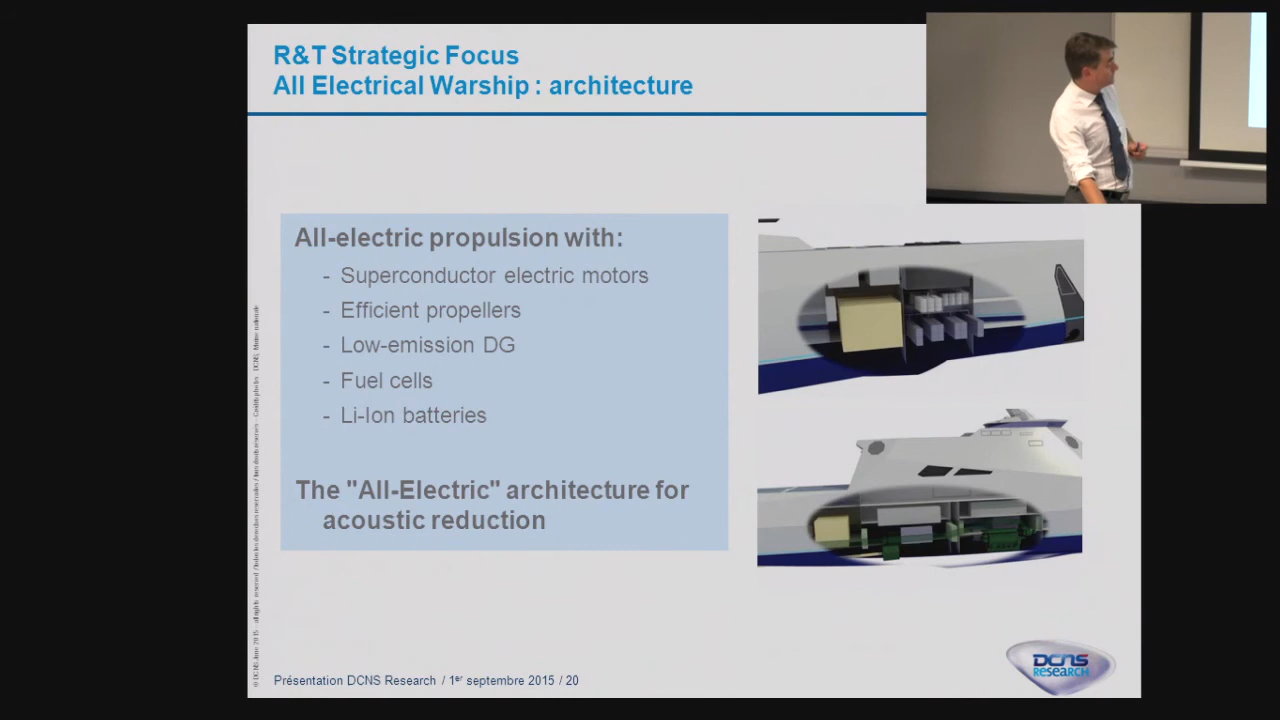 R&T Strategic Focus
All Electrical Warship : architecture
All-electric propulsion with:
- Superconductor electric motors
- Efficient propellers
- Low-emission DG
- Fuel cells
- Li-Ion batteries
The "All-Electric" architecture for
acoustic reduction
Présentation DCNS Research / 1er septembre 2015 / 20
DCNS
RESEARCH